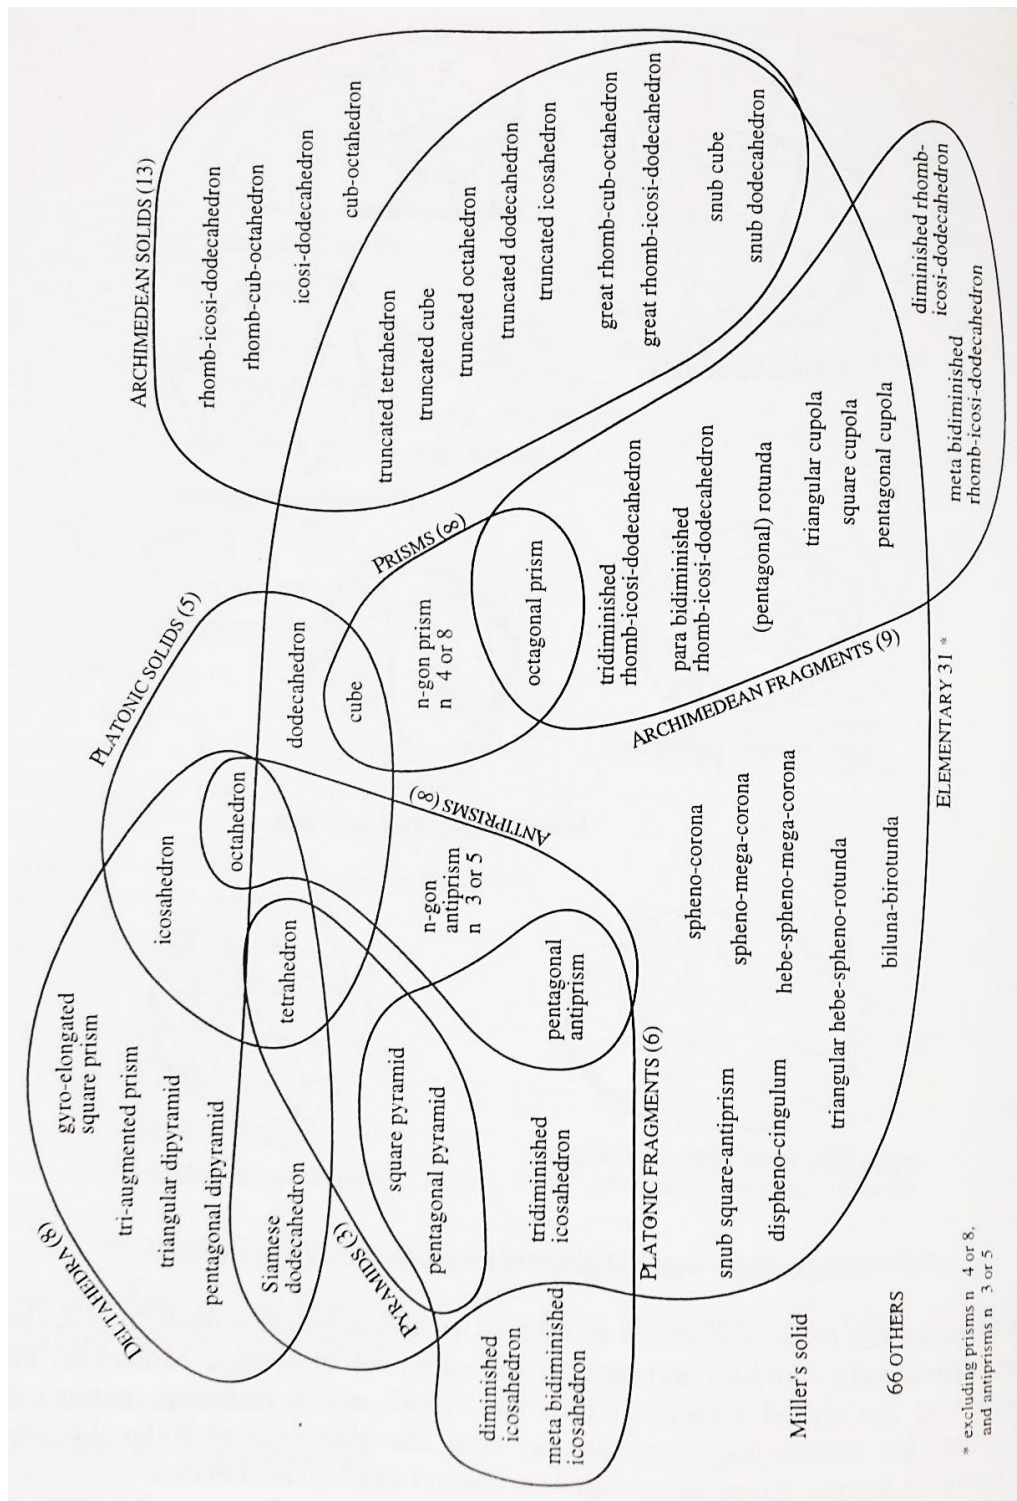 DELTAHEDRA (8)
gyro-elongated
square prism
tri-augmented prism
triangular dipyramid
pentagonal dipyramid
Siamese
dodecahedron
PLATONIC SOLIDS (5)
icosahedron
octahedron
tetrahedron
dodecahedron
cube
ARCHIMEDEAN SOLIDS (13)
rhomb-icosi-dodecahedron
rhomb-cub-octahedron
icosi-dodecahedron
cub-octahedron
truncated tetrahedron
truncated cube
truncated octahedron
truncated dodecahedron
truncated icosahedron
great rhomb-cub-octahedron
great rhomb-icosi-dodecahedron
snub cube
snub dodecahedron
PRISMS (∞)
n-gon prism
n 4 or 8
octagonal prism
ANTIPRISMS (∞)
n-gon
antiprism
n 3 or 5
pentagonal
antiprism
PYRAMIDS (3)
square pyramid
pentagonal pyramid
tridiminished
icosahedron
diminished
icosahedron
meta bidiminished
icosahedron
PLATONIC FRAGMENTS (6)
tridiminished
rhomb-icosi-dodecahedron
para bidiminished
rhomb-icosi-dodecahedron
(pentagonal) rotunda
triangular cupola
square cupola
pentagonal cupola
diminished rhomb-
icosi-dodecahedron
meta bidiminished
rhomb-icosi-dodecahedron
ARCHIMEDEAN FRAGMENTS (9)
snub square-antiprism
dispheno-cingulum
spheno-corona
spheno-mega-corona
hebe-spheno-mega-corona
triangular hebe-spheno-rotunda
biluna-birotunda
ELEMENTARY 31 *
Miller's solid
66 OTHERS
* excluding prisms n 4 or 8.
and antiprisms n 3 or 5